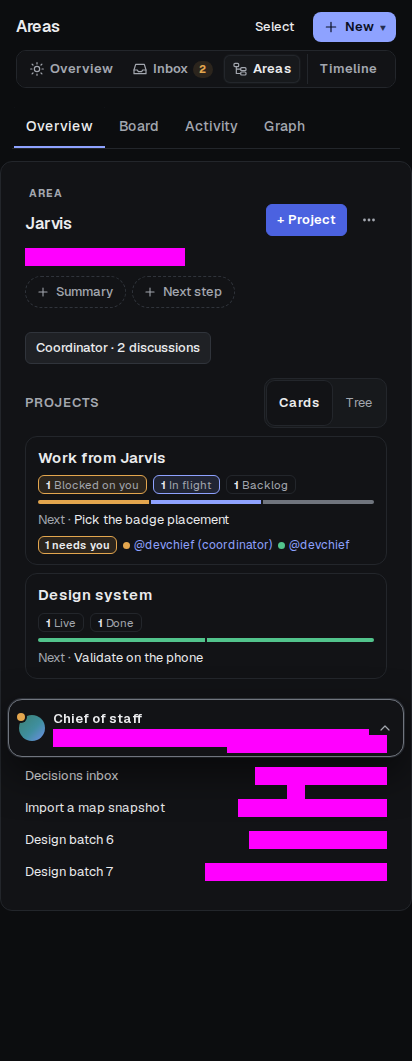 Areas
Select
New
Overview
Inbox 2
Areas
Timeline
Overview
Board
Activity
Graph
AREA
Jarvis
+ Project
Summary
Next step
Coordinator · 2 discussions
PROJECTS
Cards
Tree
Work from Jarvis
1 Blocked on you
1 In flight
1 Backlog
Next · Pick the badge placement
1 needs you
@devchief (coordinator)
@devchief
Design system
1 Live
1 Done
Next · Validate on the phone
Chief of staff
Decisions inbox
Import a map snapshot
Design batch 6
Design batch 7